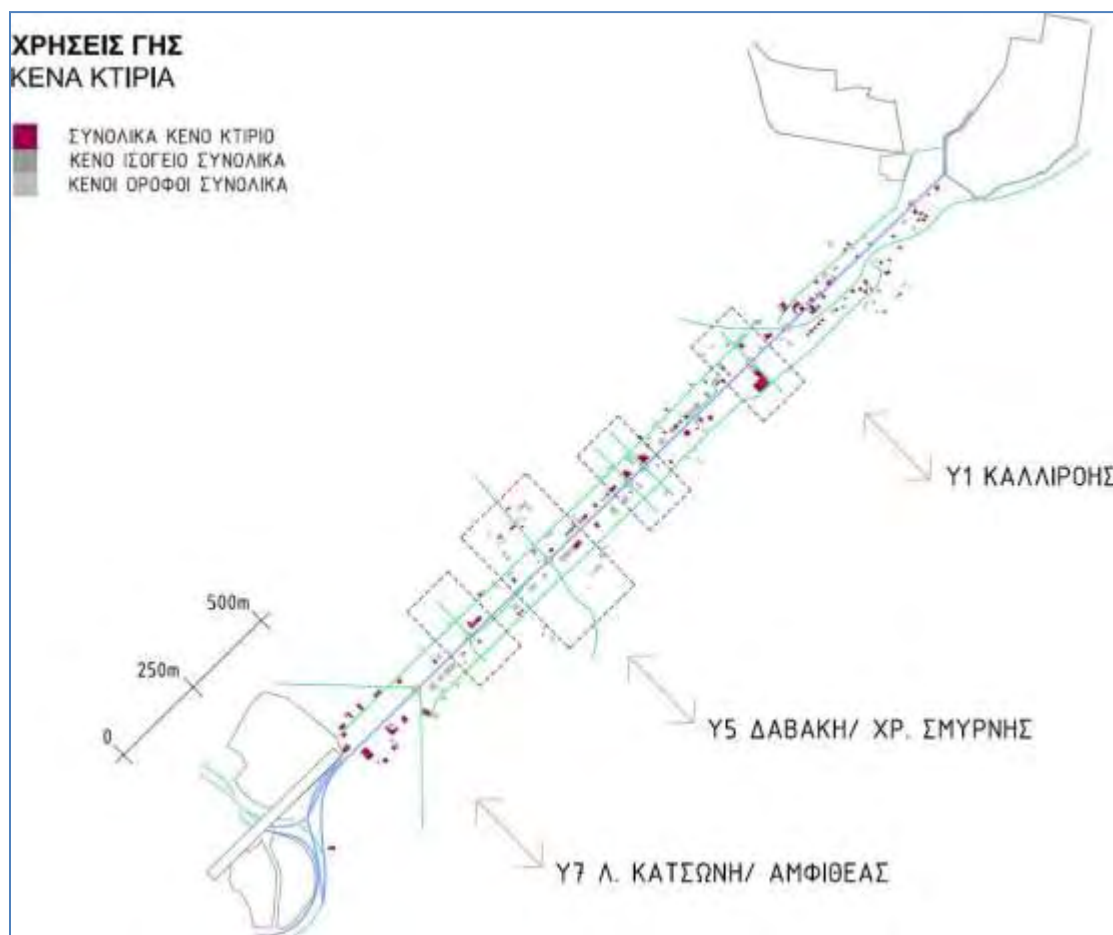 ΧΡΗΣΕΙΣ ΓΗΣ
ΚΕΝΑ ΚΤΙΡΙΑ
ΣΥΝΟΛΙΚΑ ΚΕΝΟ ΚΤΙΡΙΟ
ΚΕΝΟ ΙΣΟΓΕΙΟ ΣΥΝΟΛΙΚΑ
ΚΕΝΟΙ ΟΡΟΦΟΙ ΣΥΝΟΛΙΚΑ
Υ1 ΚΑΛΛΙΡΟΗΣ
500m
250m
0
Υ5 ΔΑΒΑΚΗ/ ΧΡ. ΣΜΥΡΝΗΣ
Υ7 Λ. ΚΑΤΣΩΝΗ/ ΑΜΦΙΘΕΑΣ